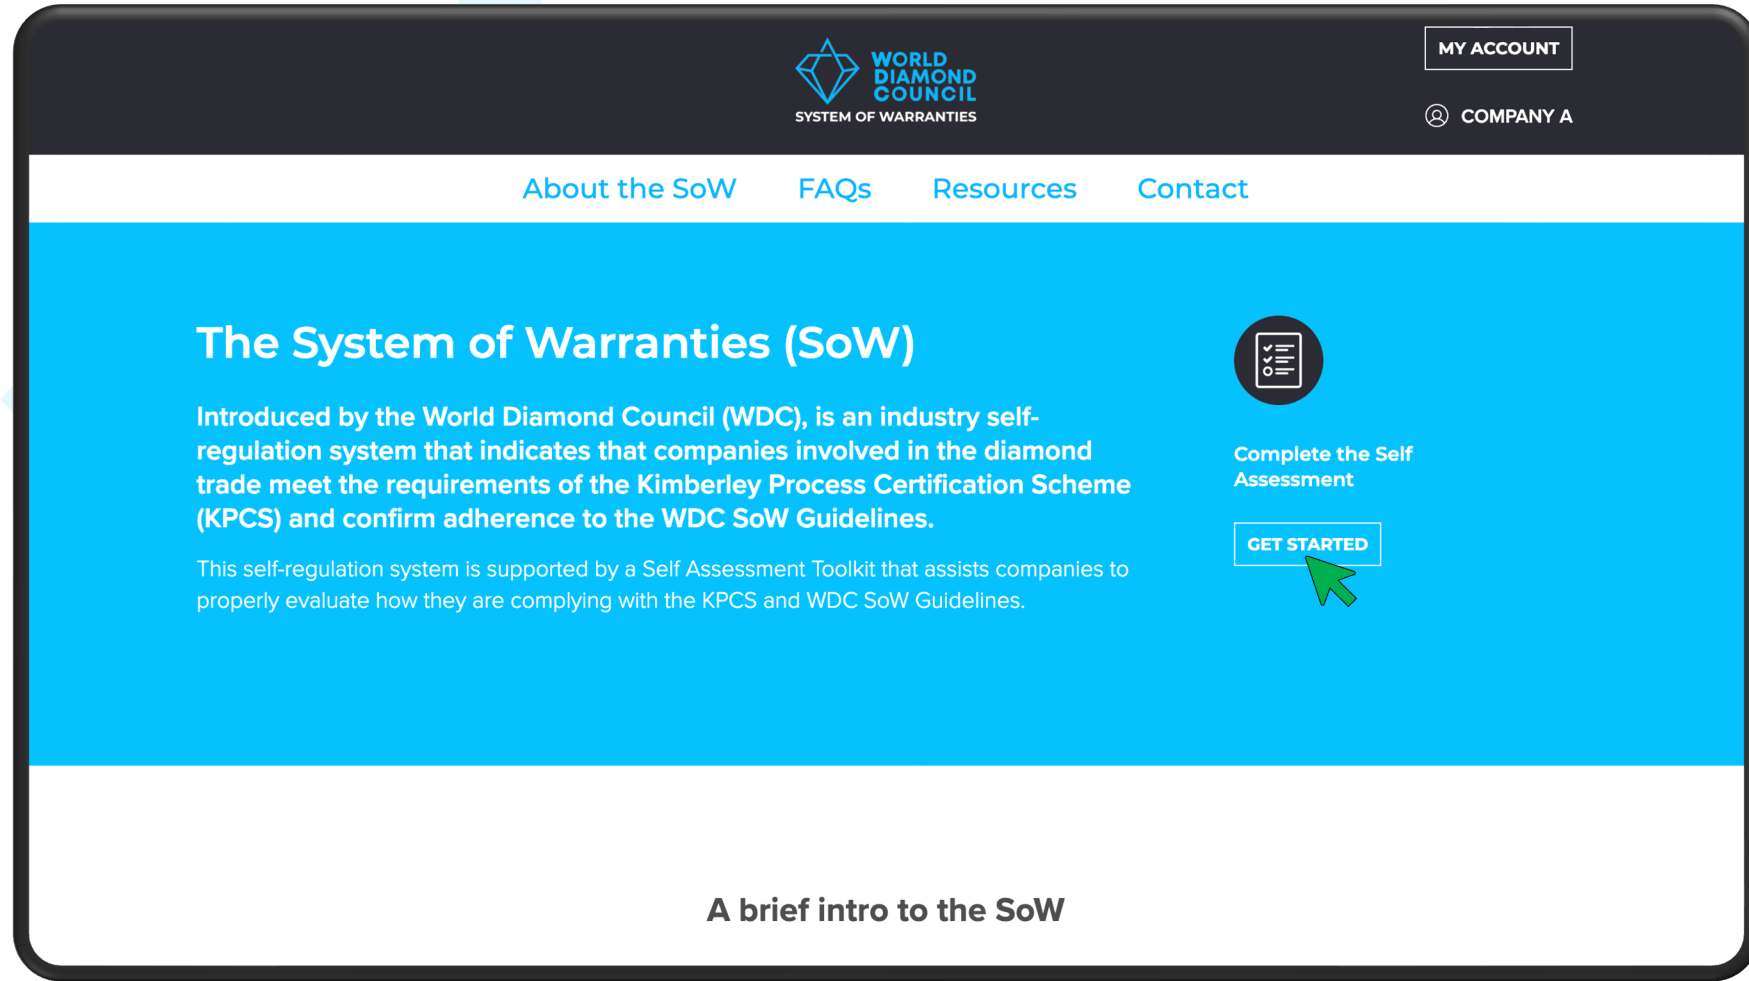 WORLD
DIAMOND
COUNCIL
SYSTEM OF WARRANTIES
MY ACCOUNT
COMPANY A
About the SoW FAQs Resources Contact
The System of Warranties (SoW)
Introduced by the World Diamond Council (WDC), is an industry self-
regulation system that indicates that companies involved in the diamond
trade meet the requirements of the Kimberley Process Certification Scheme
(KPCS) and confirm adherence to the WDC SoW Guidelines.
This self-regulation system is supported by a Self Assessment Toolkit that assists companies to
properly evaluate how they are complying with the KPCS and WDC SoW Guidelines.
Complete the Self
Assessment
GET STARTED
A brief intro to the SoW